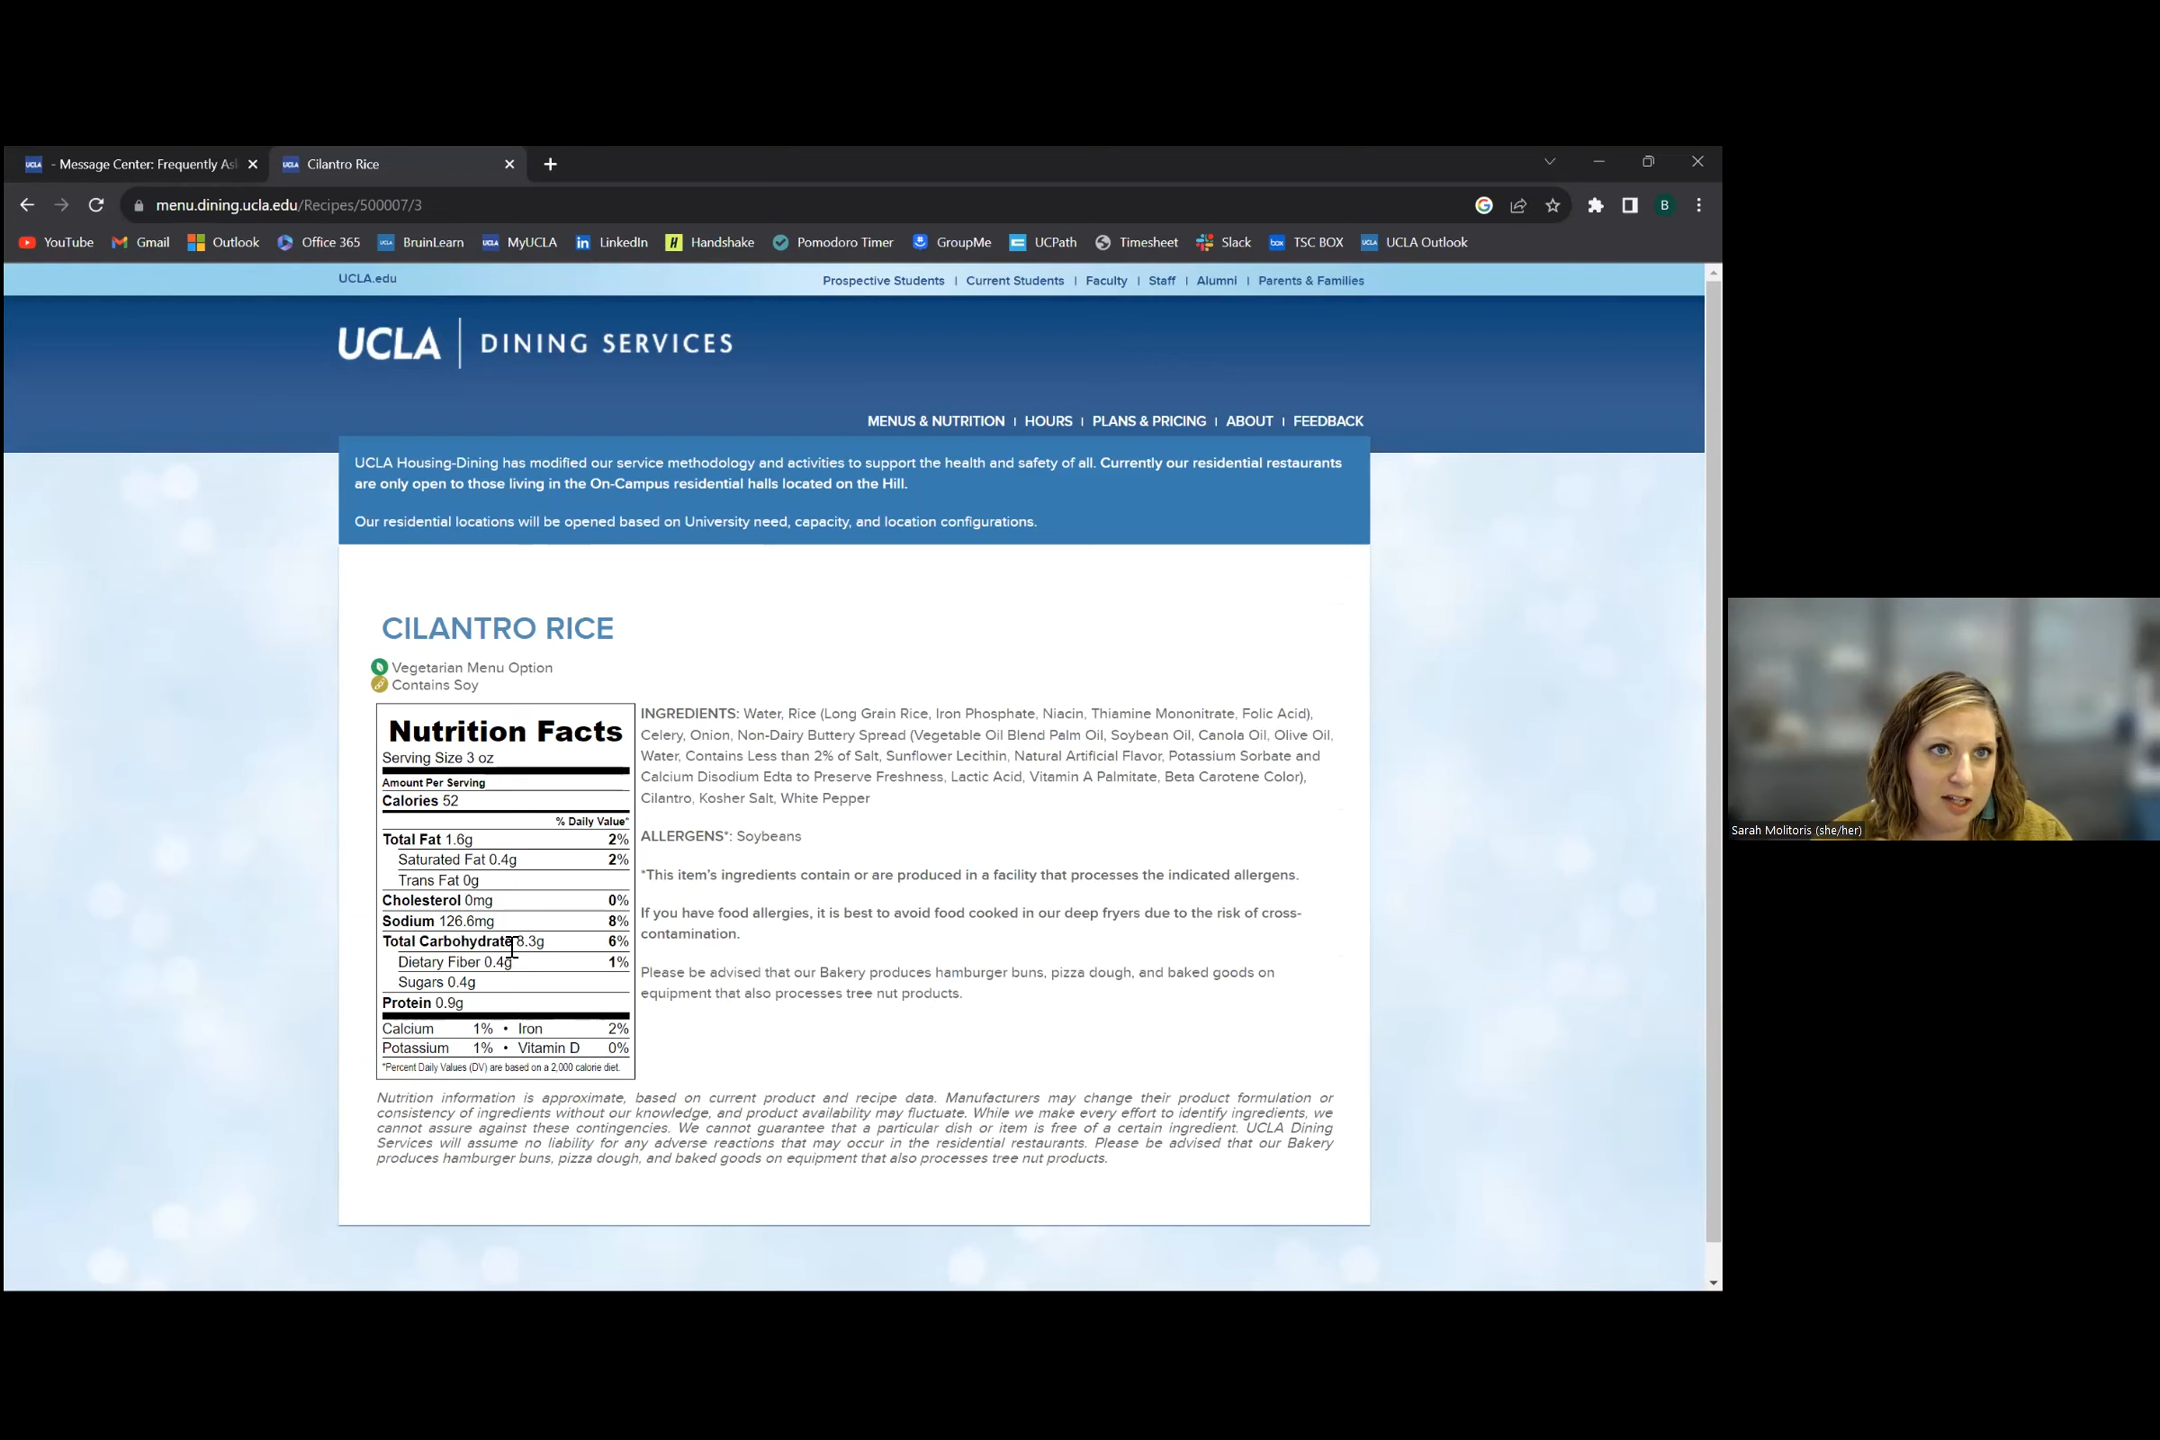 - Message Center: Frequently As
Cilantro Rice
menu.dining.ucla.edu/Recipes/500007/3
B
YouTube Gmail Outlook Office 365 BruinLearn MyUCLA LinkedIn Handshake Pomodoro Timer GroupMe UCPath Timesheet Slack TSC BOX UCLA Outlook
UCLA.edu
Prospective Students | Current Students | Faculty | Staff | Alumni | Parents & Families
UCLA | DINING SERVICES
MENUS & NUTRITION | HOURS | PLANS & PRICING | ABOUT | FEEDBACK
UCLA Housing-Dining has modified our service methodology and activities to support the health and safety of all. Currently our residential restaurants
are only open to those living in the On-Campus residential halls located on the Hill.
Our residential locations will be opened based on University need, capacity, and location configurations.
CILANTRO RICE
Vegetarian Menu Option
Contains Soy
Nutrition Facts
Serving Size 3 oz
Amount Per Serving
Calories 52
% Daily Value*
Total Fat 1.6g 2%
Saturated Fat 0.4g 2%
Trans Fat 0g
Cholesterol 0mg 0%
Sodium 126.6mg 8%
Total Carbohydrate 8.3g 6%
Dietary Fiber 0.4g 1%
Sugars 0.4g
Protein 0.9g
Calcium 1% • Iron 2%
Potassium 1% • Vitamin D 0%
*Percent Daily Values (DV) are based on a 2,000 calorie diet.
INGREDIENTS: Water, Rice (Long Grain Rice, Iron Phosphate, Niacin, Thiamine Mononitrate, Folic Acid),
Celery, Onion, Non-Dairy Buttery Spread (Vegetable Oil Blend Palm Oil, Soybean Oil, Canola Oil, Olive Oil,
Water, Contains Less than 2% of Salt, Sunflower Lecithin, Natural Artificial Flavor, Potassium Sorbate and
Calcium Disodium Edta to Preserve Freshness, Lactic Acid, Vitamin A Palmitate, Beta Carotene Color),
Cilantro, Kosher Salt, White Pepper
ALLERGENS*: Soybeans
*This item's ingredients contain or are produced in a facility that processes the indicated allergens.
If you have food allergies, it is best to avoid food cooked in our deep fryers due to the risk of cross-
contamination.
Please be advised that our Bakery produces hamburger buns, pizza dough, and baked goods on
equipment that also processes tree nut products.
Nutrition information is approximate, based on current product and recipe data. Manufacturers may change their product formulation or
consistency of ingredients without our knowledge, and product availability may fluctuate. While we make every effort to identify ingredients, we
cannot assure against these contingencies. We cannot guarantee that a particular dish or item is free of a certain ingredient. UCLA Dining
Services will assume no liability for any adverse reactions that may occur in the residential restaurants. Please be advised that our Bakery
produces hamburger buns, pizza dough, and baked goods on equipment that also processes tree nut products.
Sarah Molitoris (she/her)